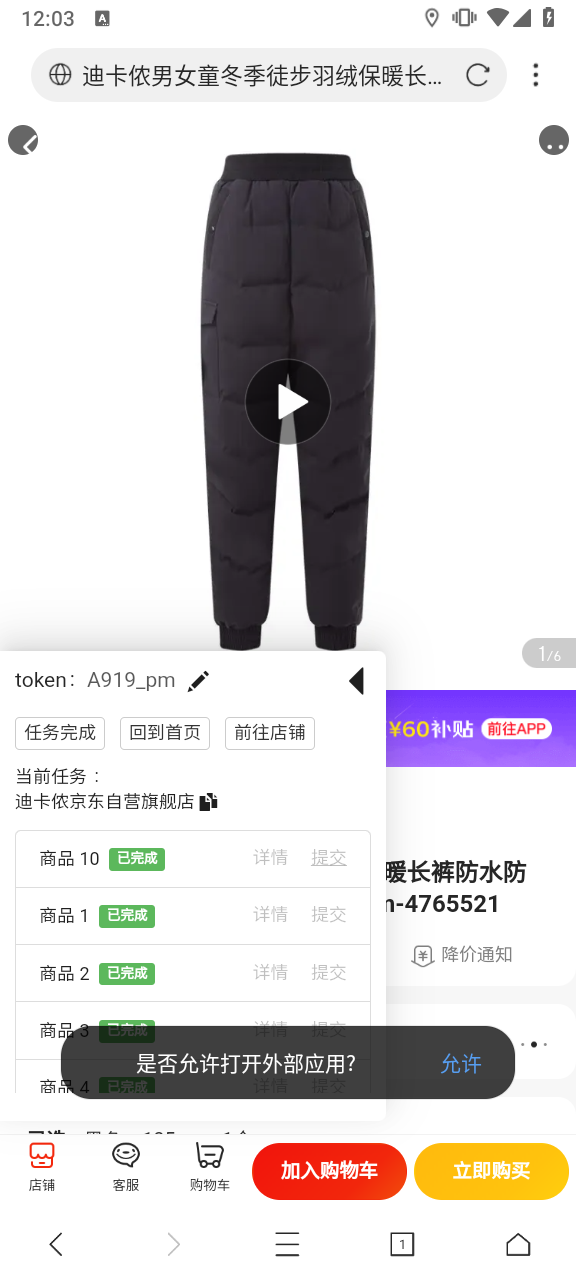 12:03
A
迪卡侬男女童冬季徒步羽绒保暖长...
1/6
token： A919_pm
¥60补贴 前往APP
任务完成 回到首页 前往店铺
当前任务：
迪卡侬京东自营旗舰店
商品 10 已完成 详情 提交
暖长裤防水防
n-4765521
商品 1 已完成 详情 提交
¥ 降价通知
商品 2 已完成 详情 提交
商品 3 已完成 详情 提交
是否允许打开外部应用? 允许
商品 4 已完成 详情 提交
店铺 客服 购物车 加入购物车 立即购买
1